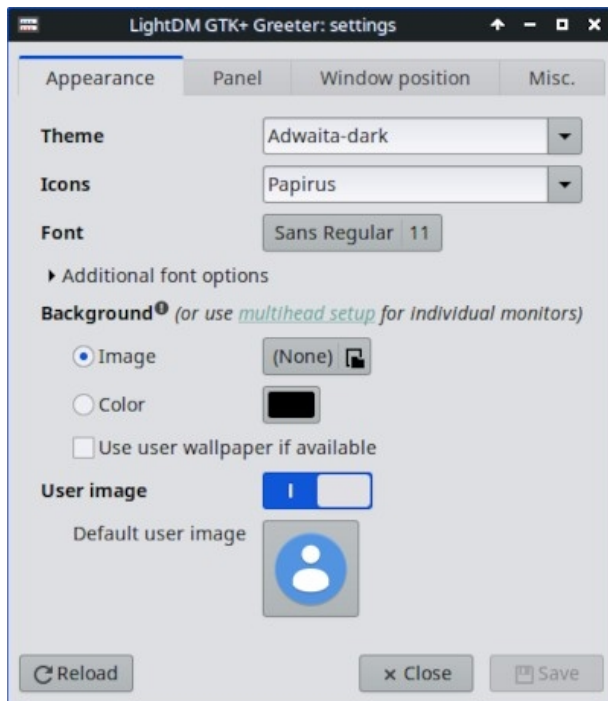 LightDM GTK+ Greeter: settings
Appearance Panel Window position Misc.
Theme Adwaita-dark
Icons Papirus
Font Sans Regular 11
Additional font options
Background (or use multihead setup for individual monitors)
Image (None)
Color
Use user wallpaper if available
User image
Default user image
Reload Close Save